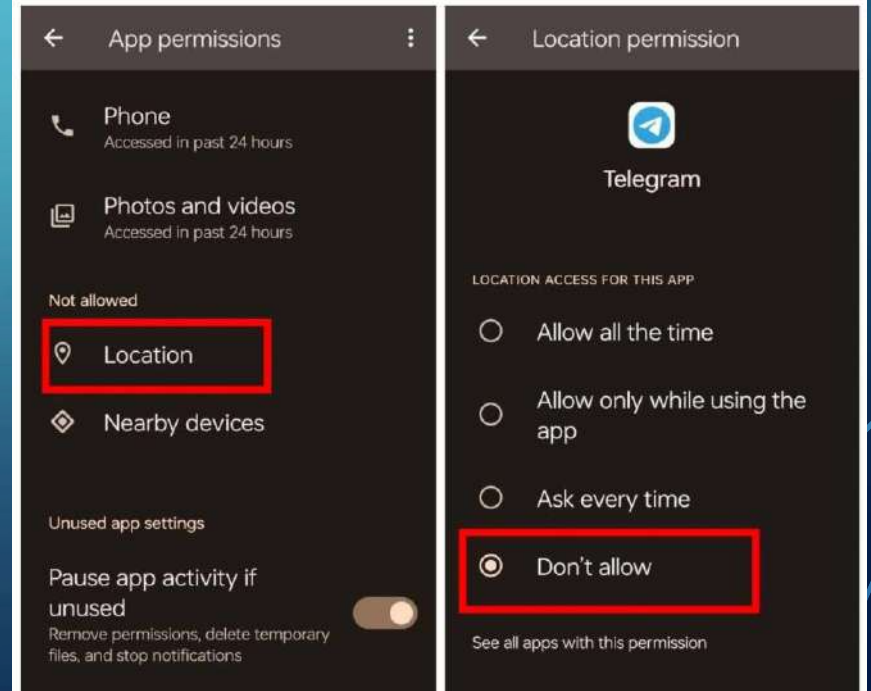 App permissions
Phone
Accessed in past 24 hours
Photos and videos
Accessed in past 24 hours
Not allowed
Location
Nearby devices
Unused app settings
Pause app activity if
unused
Remove permissions, delete temporary
files, and stop notifications
Location permission
Telegram
LOCATION ACCESS FOR THIS APP
Allow all the time
Allow only while using the
app
Ask every time
Don't allow
See all apps with this permission